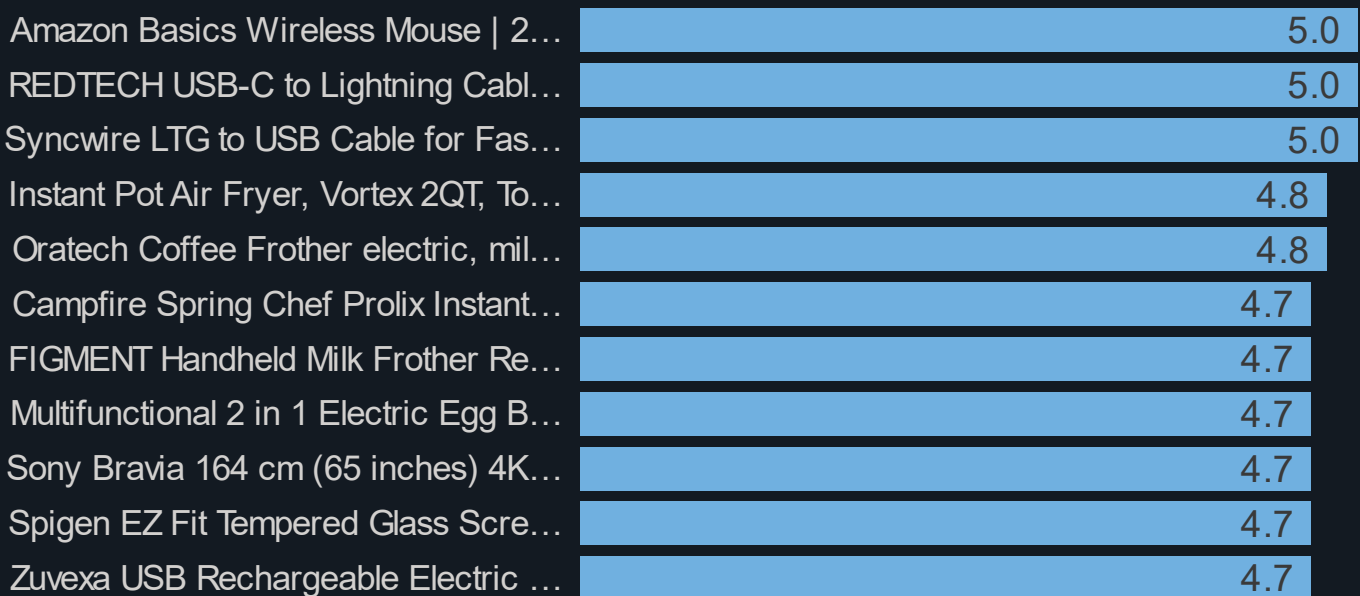 Amazon Basics Wireless Mouse | 2... 5.0
REDTECH USB-C to Lightning Cabl... 5.0
Syncwire LTG to USB Cable for Fas... 5.0
Instant Pot Air Fryer, Vortex 2QT, To... 4.8
Oratech Coffee Frother electric, mil... 4.8
Campfire Spring Chef Prolix Instant... 4.7
FIGMENT Handheld Milk Frother Re... 4.7
Multifunctional 2 in 1 Electric Egg B... 4.7
Sony Bravia 164 cm (65 inches) 4K... 4.7
Spigen EZ Fit Tempered Glass Scre... 4.7
Zuvexa USB Rechargeable Electric ... 4.7